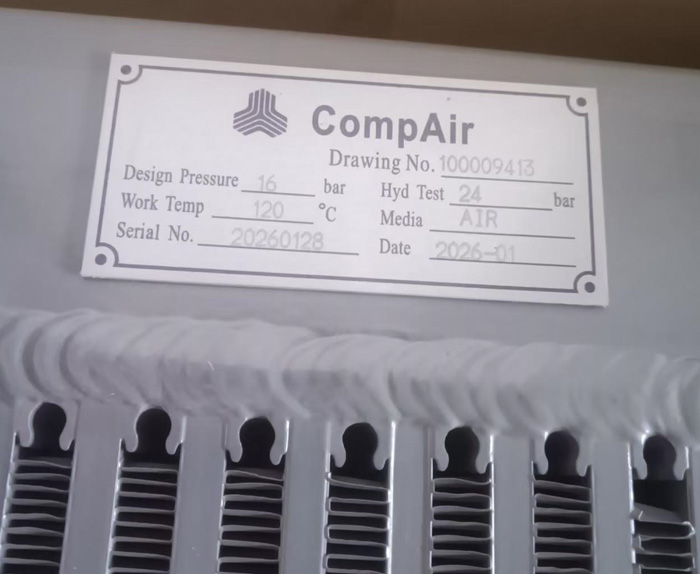 CompAir
Drawing No. 100009413
Design Pressure 16 bar Hyd Test 24 bar
Work Temp 120 °C Media AIR
Serial No. 20260128 Date 2026-01